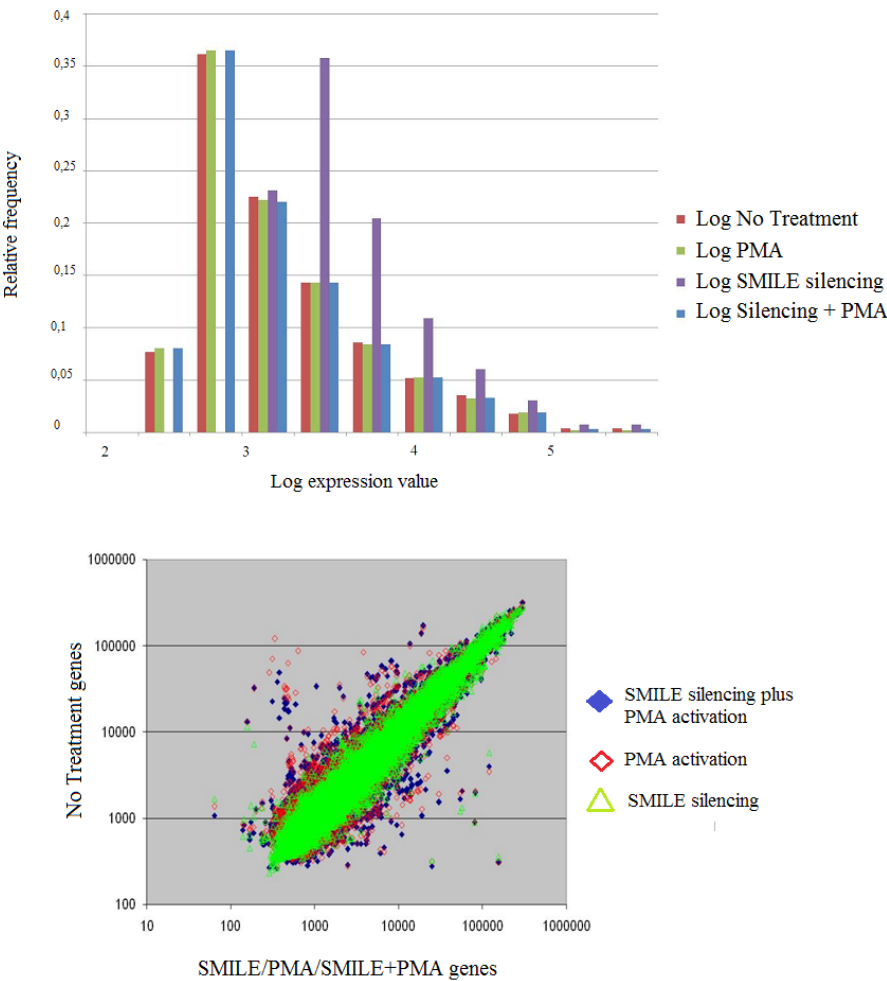 0,4
0,35
0,3
0,25
0,2
0,15
0,1
0,05
0
Relative frequency
2 3 4 5
Log expression value
Log No Treatment
Log PMA
Log SMILE silencing
Log Silencing + PMA
1000000
100000
10000
1000
100
No Treatment genes
10 100 1000 10000 100000 1000000
SMILE/PMA/SMILE+PMA genes
SMILE silencing plus
PMA activation
PMA activation
SMILE silencing